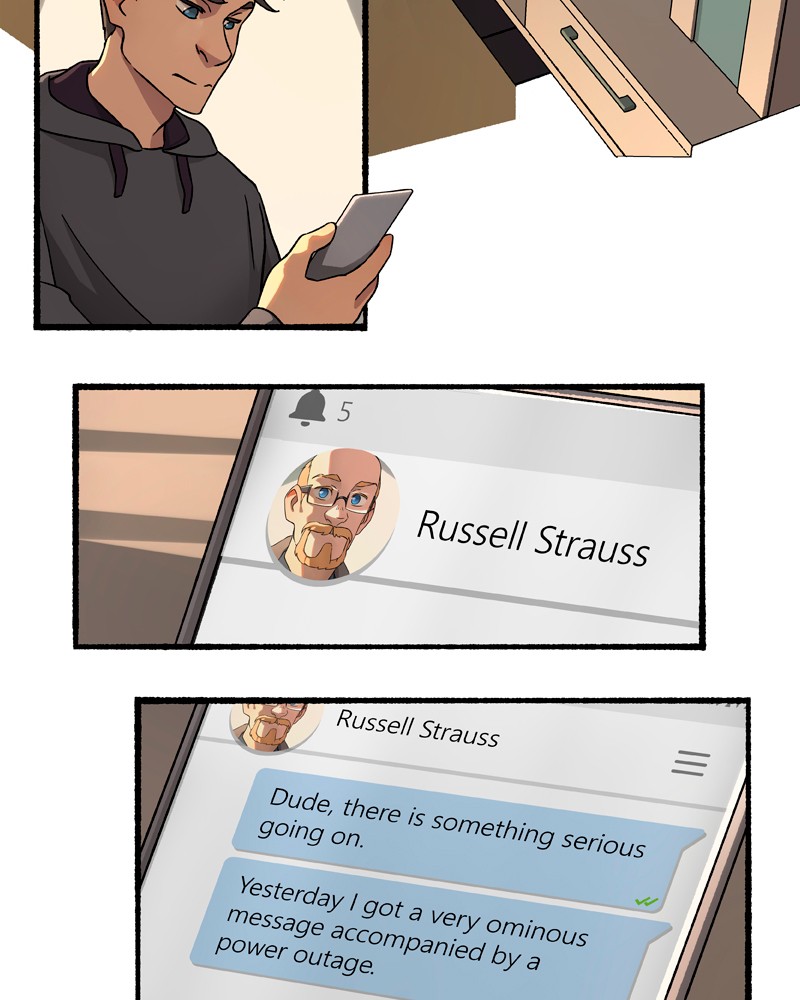 5
Russell Strauss
Russell Strauss
Dude, there is something serious
going on.
Yesterday I got a very ominous
message accompanied by a
power outage.